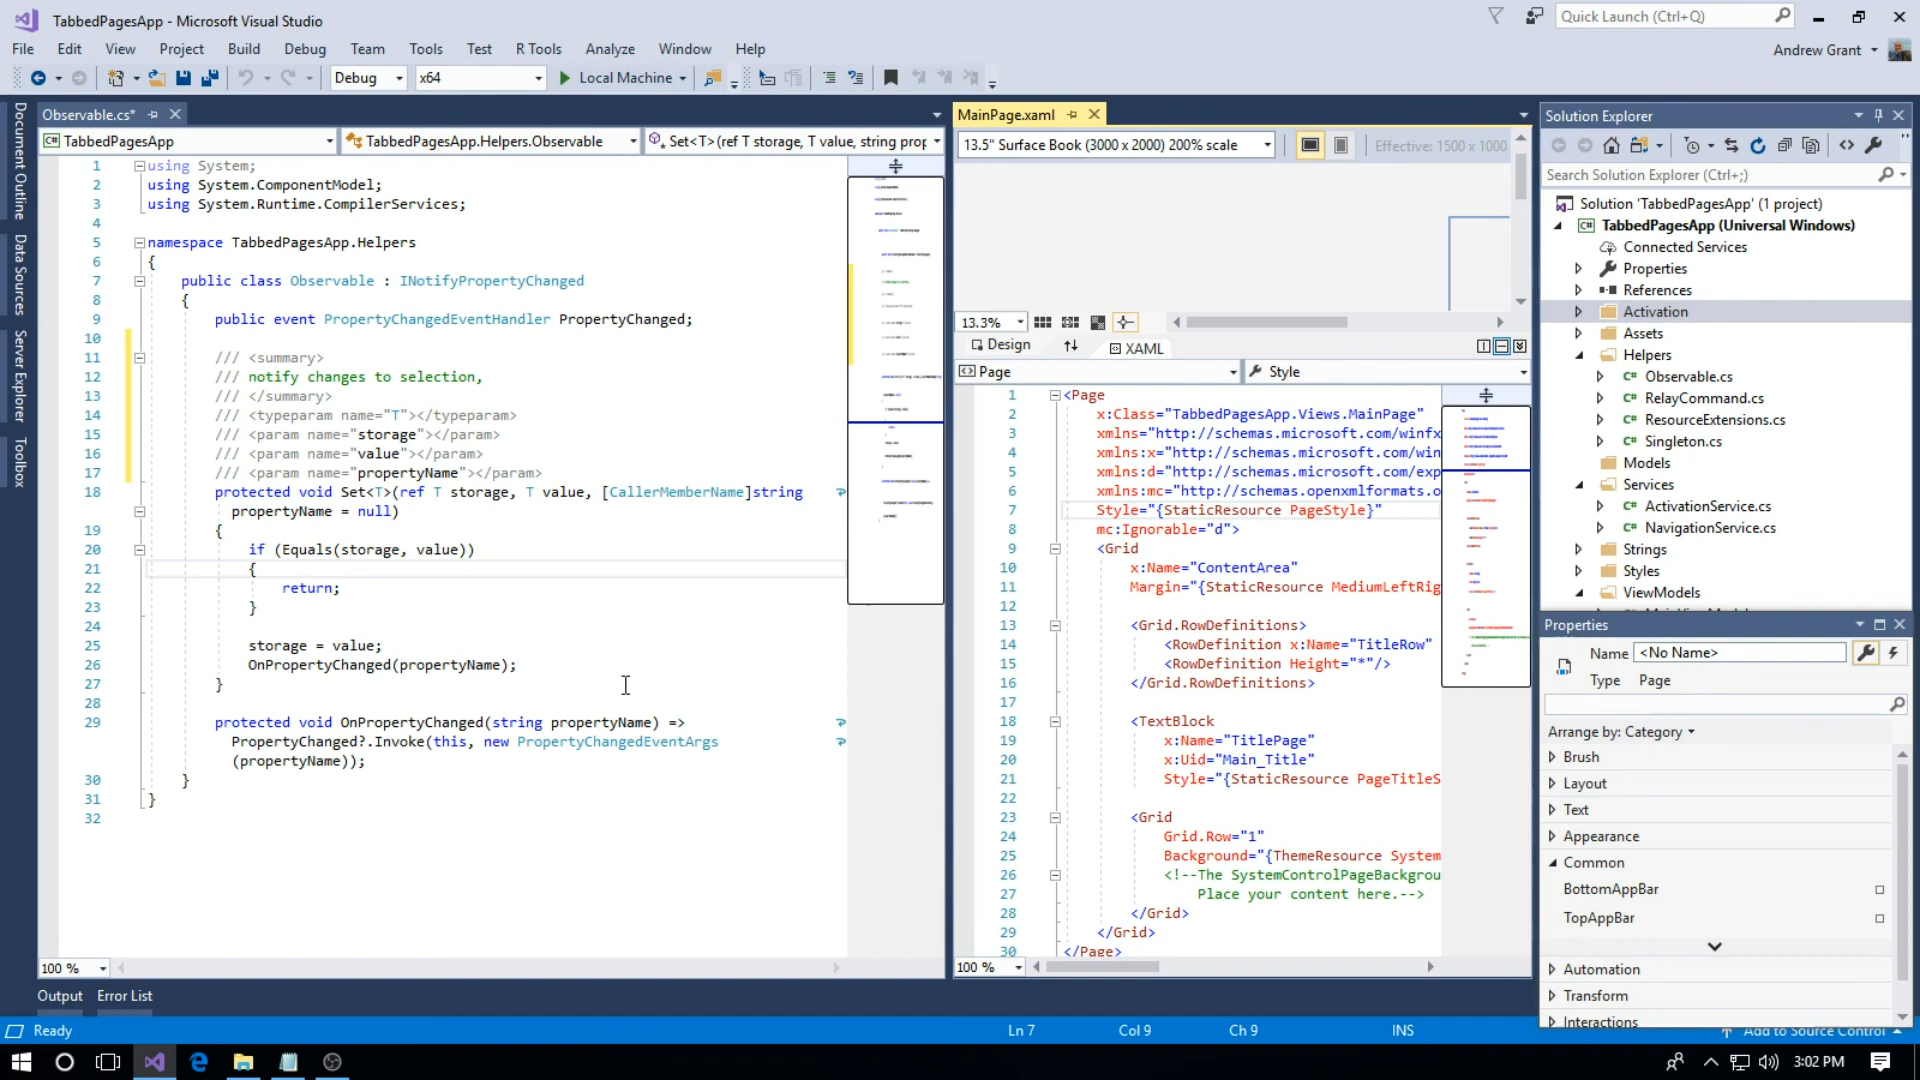 TabbedPagesApp - Microsoft Visual Studio
Quick Launch (Ctrl+Q)
File Edit View Project Build Debug Team Tools Test R Tools Analyze Window Help
Andrew Grant
Debug x64 Local Machine
Document Outline
Data Sources
Server Explorer
Toolbox
Observable.cs*
TabbedPagesApp TabbedPagesApp.Helpers.Observable Set<T>(ref T storage, T value, string prop
1 using System;
2 using System.ComponentModel;
3 using System.Runtime.CompilerServices;
4
5 namespace TabbedPagesApp.Helpers
6 {
7 public class Observable : INotifyPropertyChanged
8 {
9 public event PropertyChangedEventHandler PropertyChanged;
10
11 /// <summary>
12 /// notify changes to selection,
13 /// </summary>
14 /// <typeparam name="T"></typeparam>
15 /// <param name="storage"></param>
16 /// <param name="value"></param>
17 /// <param name="propertyName"></param>
18 protected void Set<T>(ref T storage, T value, [CallerMemberName]string
propertyName = null)
19 {
20 if (Equals(storage, value))
21 {
22 return;
23 }
24
25 storage = value;
26 OnPropertyChanged(propertyName);
27 }
28
29 protected void OnPropertyChanged(string propertyName) =>
PropertyChanged?.Invoke(this, new PropertyChangedEventArgs
(propertyName));
30 }
31 }
32
100 %
MainPage.xaml
13.5" Surface Book (3000 x 2000) 200% scale Effective: 1500 x 1000
13.3%
Design XAML
Page Style
1 <Page
2 x:Class="TabbedPagesApp.Views.MainPage"
3 xmlns="http://schemas.microsoft.com/winfx
4 xmlns:x="http://schemas.microsoft.com/win
5 xmlns:d="http://schemas.microsoft.com/exp
6 xmlns:mc="http://schemas.openxmlformats.o
7 Style="{StaticResource PageStyle}"
8 mc:Ignorable="d">
9 <Grid
10 x:Name="ContentArea"
11 Margin="{StaticResource MediumLeftRig
12
13 <Grid.RowDefinitions>
14 <RowDefinition x:Name="TitleRow"
15 <RowDefinition Height="*"/>
16 </Grid.RowDefinitions>
17
18 <TextBlock
19 x:Name="TitlePage"
20 x:Uid="Main_Title"
21 Style="{StaticResource PageTitleS
22
23 <Grid
24 Grid.Row="1"
25 Background="{ThemeResource System
26 <!--The SystemControlPageBackgrou
27 Place your content here.-->
28 </Grid>
29 </Grid>
30 </Page>
100 %
Solution Explorer
Search Solution Explorer (Ctrl+;)
Solution 'TabbedPagesApp' (1 project)
TabbedPagesApp (Universal Windows)
Connected Services
Properties
References
Activation
Assets
Helpers
C# Observable.cs
C# RelayCommand.cs
C# ResourceExtensions.cs
C# Singleton.cs
Models
Services
C# ActivationService.cs
C# NavigationService.cs
Strings
Styles
ViewModels
Properties
Name <No Name>
Type Page
Arrange by: Category
Brush
Layout
Text
Appearance
Common
BottomAppBar
TopAppBar
Automation
Transform
Interactions
Output Error List
Ready Ln 7 Col 9 Ch 9 INS Add to Source Control
3:02 PM